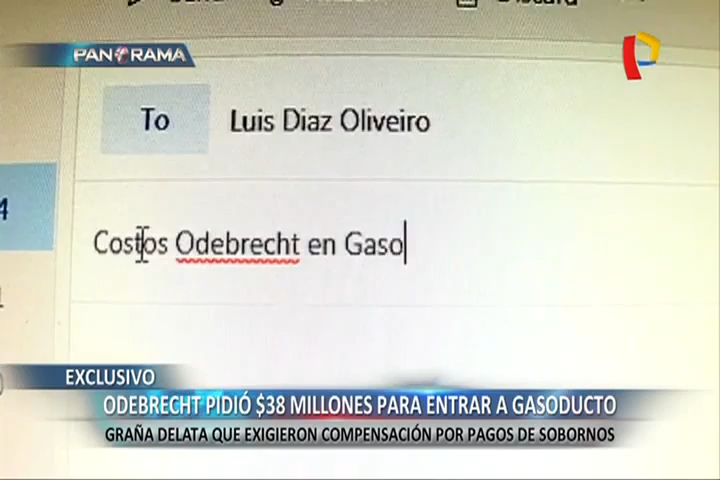 PANORAMA
To
Luis Diaz Oliveiro
Costos Odebrecht en Gaso
EXCLUSIVO
ODEBRECHT PIDIÓ $38 MILLONES PARA ENTRAR A GASODUCTO
GRAÑA DELATA QUE EXIGIERON COMPENSACIÓN POR PAGOS DE SOBORNOS